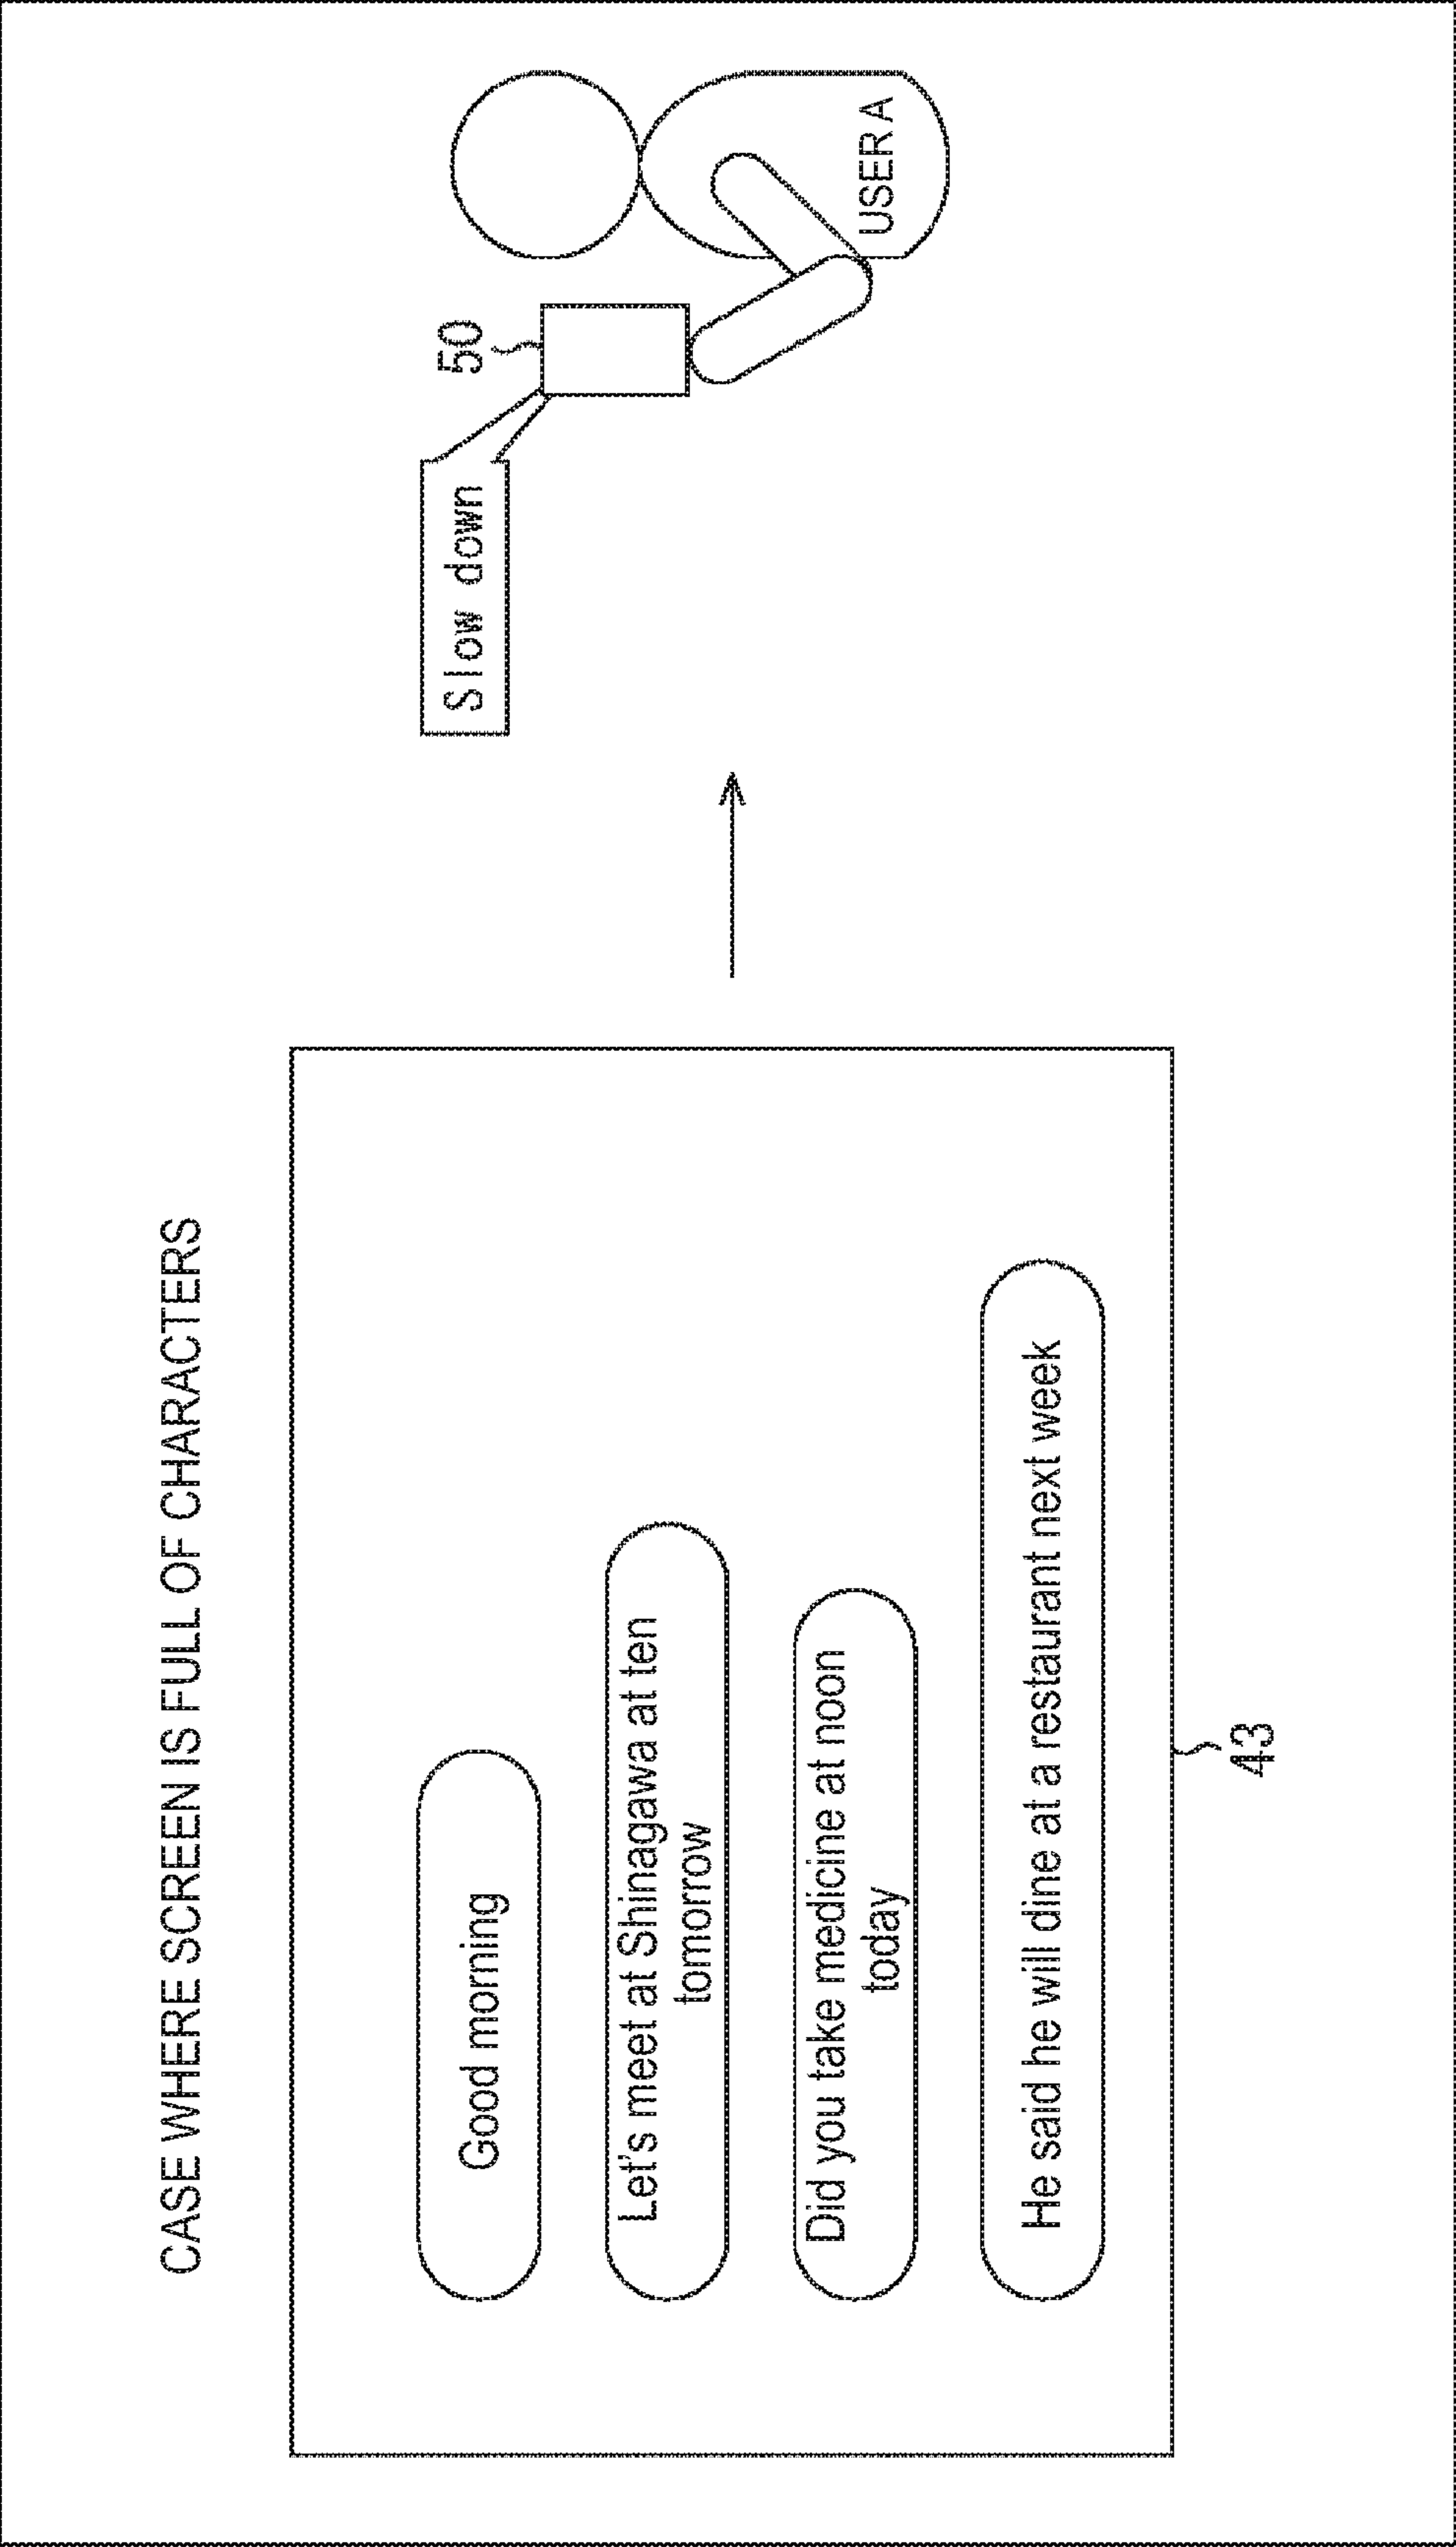 CASE WHERE SCREEN IS FULL OF CHARACTERS
Good morning
Let's meet at Shinagawa at ten
tomorrow
Did you take medicine at noon
today
He said he will dine at a restaurant next week
43
Slow down
50
USER A